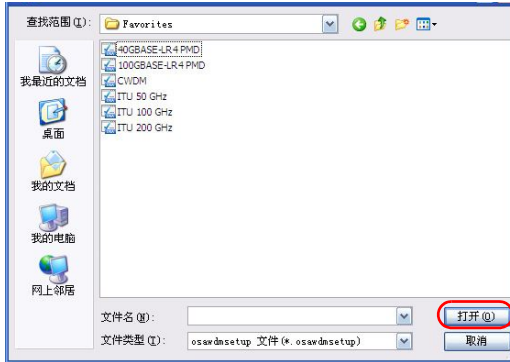 查找范围(I):
Favorites
40GBASE-LR4 PMD
100GBASE-LR4 PMD
CWDM
ITU 50 GHz
ITU 100 GHz
ITU 200 GHz
我最近的文档
桌面
我的文档
我的电脑
网上邻居
文件名(N):
打开(O)
文件类型(T):
osawdmsetup 文件(*.osawdmsetup)
取消